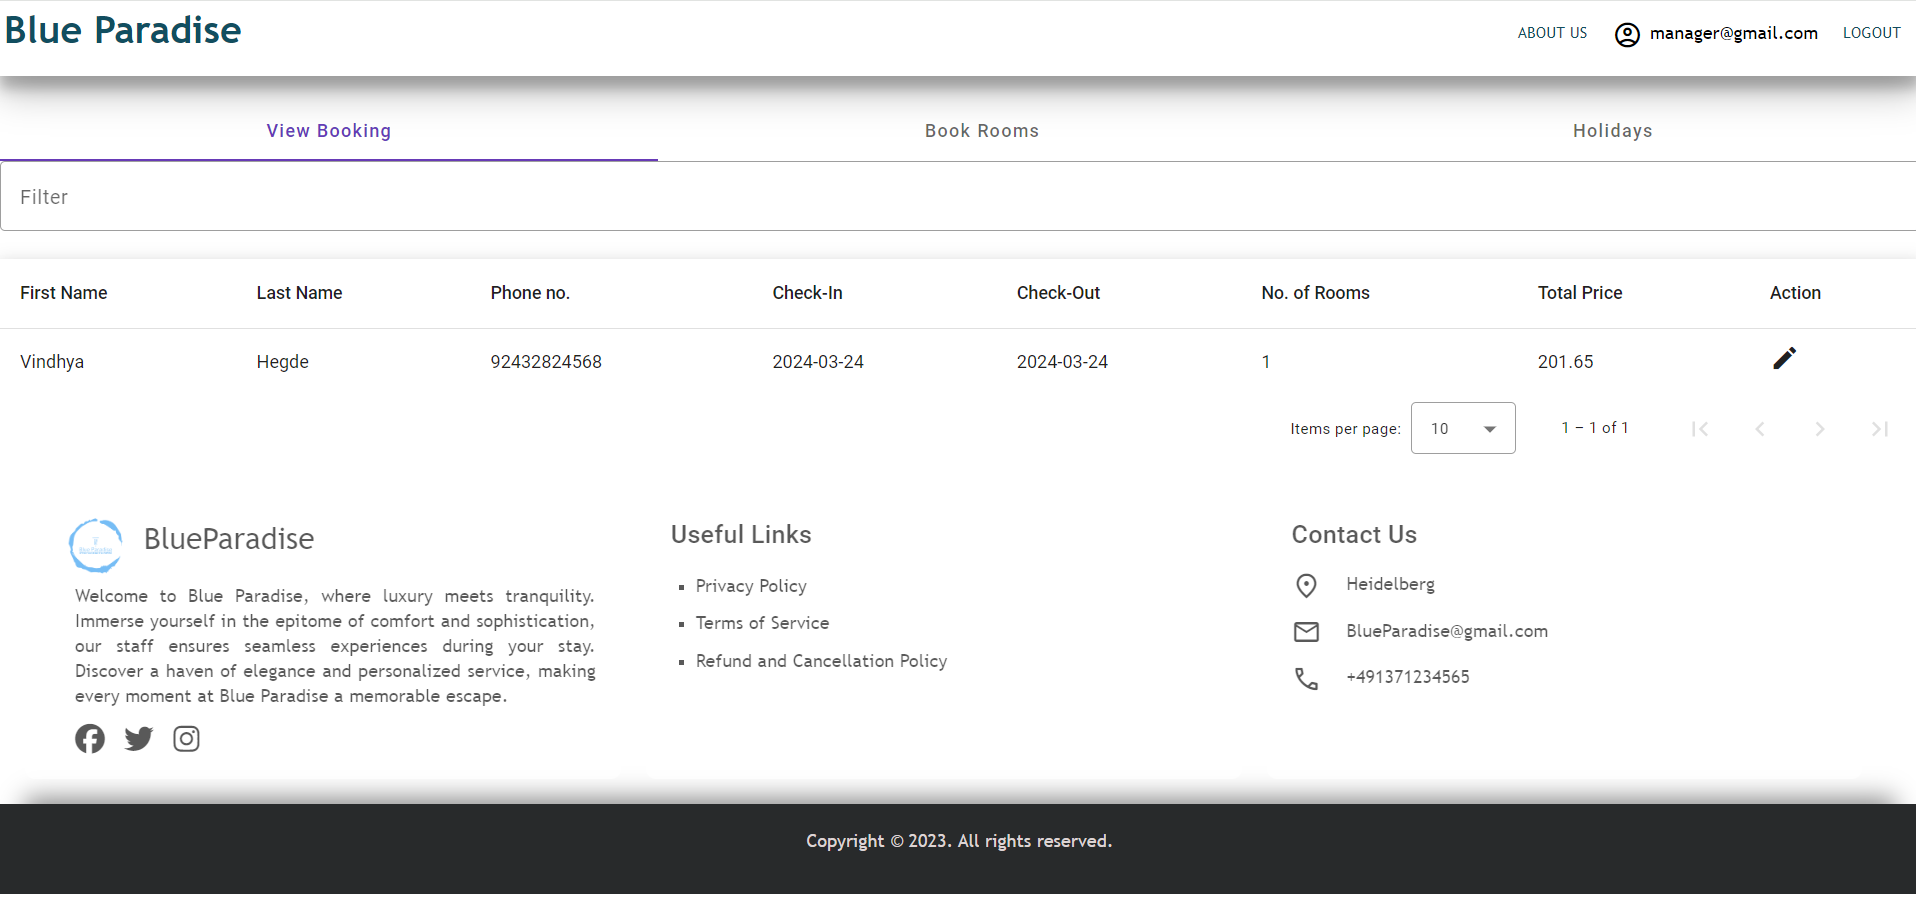 Blue Paradise
ABOUT US manager@gmail.com LOGOUT
View Booking Book Rooms Holidays
Filter
First Name Last Name Phone no. Check-In Check-Out No. of Rooms Total Price Action
Vindhya Hegde 92432824568 2024-03-24 2024-03-24 1 201.65
Items per page: 10 1 – 1 of 1
BlueParadise
Welcome to Blue Paradise, where luxury meets tranquility.
Immerse yourself in the epitome of comfort and sophistication,
our staff ensures seamless experiences during your stay.
Discover a haven of elegance and personalized service, making
every moment at Blue Paradise a memorable escape.
Useful Links
▪ Privacy Policy
▪ Terms of Service
▪ Refund and Cancellation Policy
Contact Us
Heidelberg
BlueParadise@gmail.com
+491371234565
Copyright © 2023. All rights reserved.